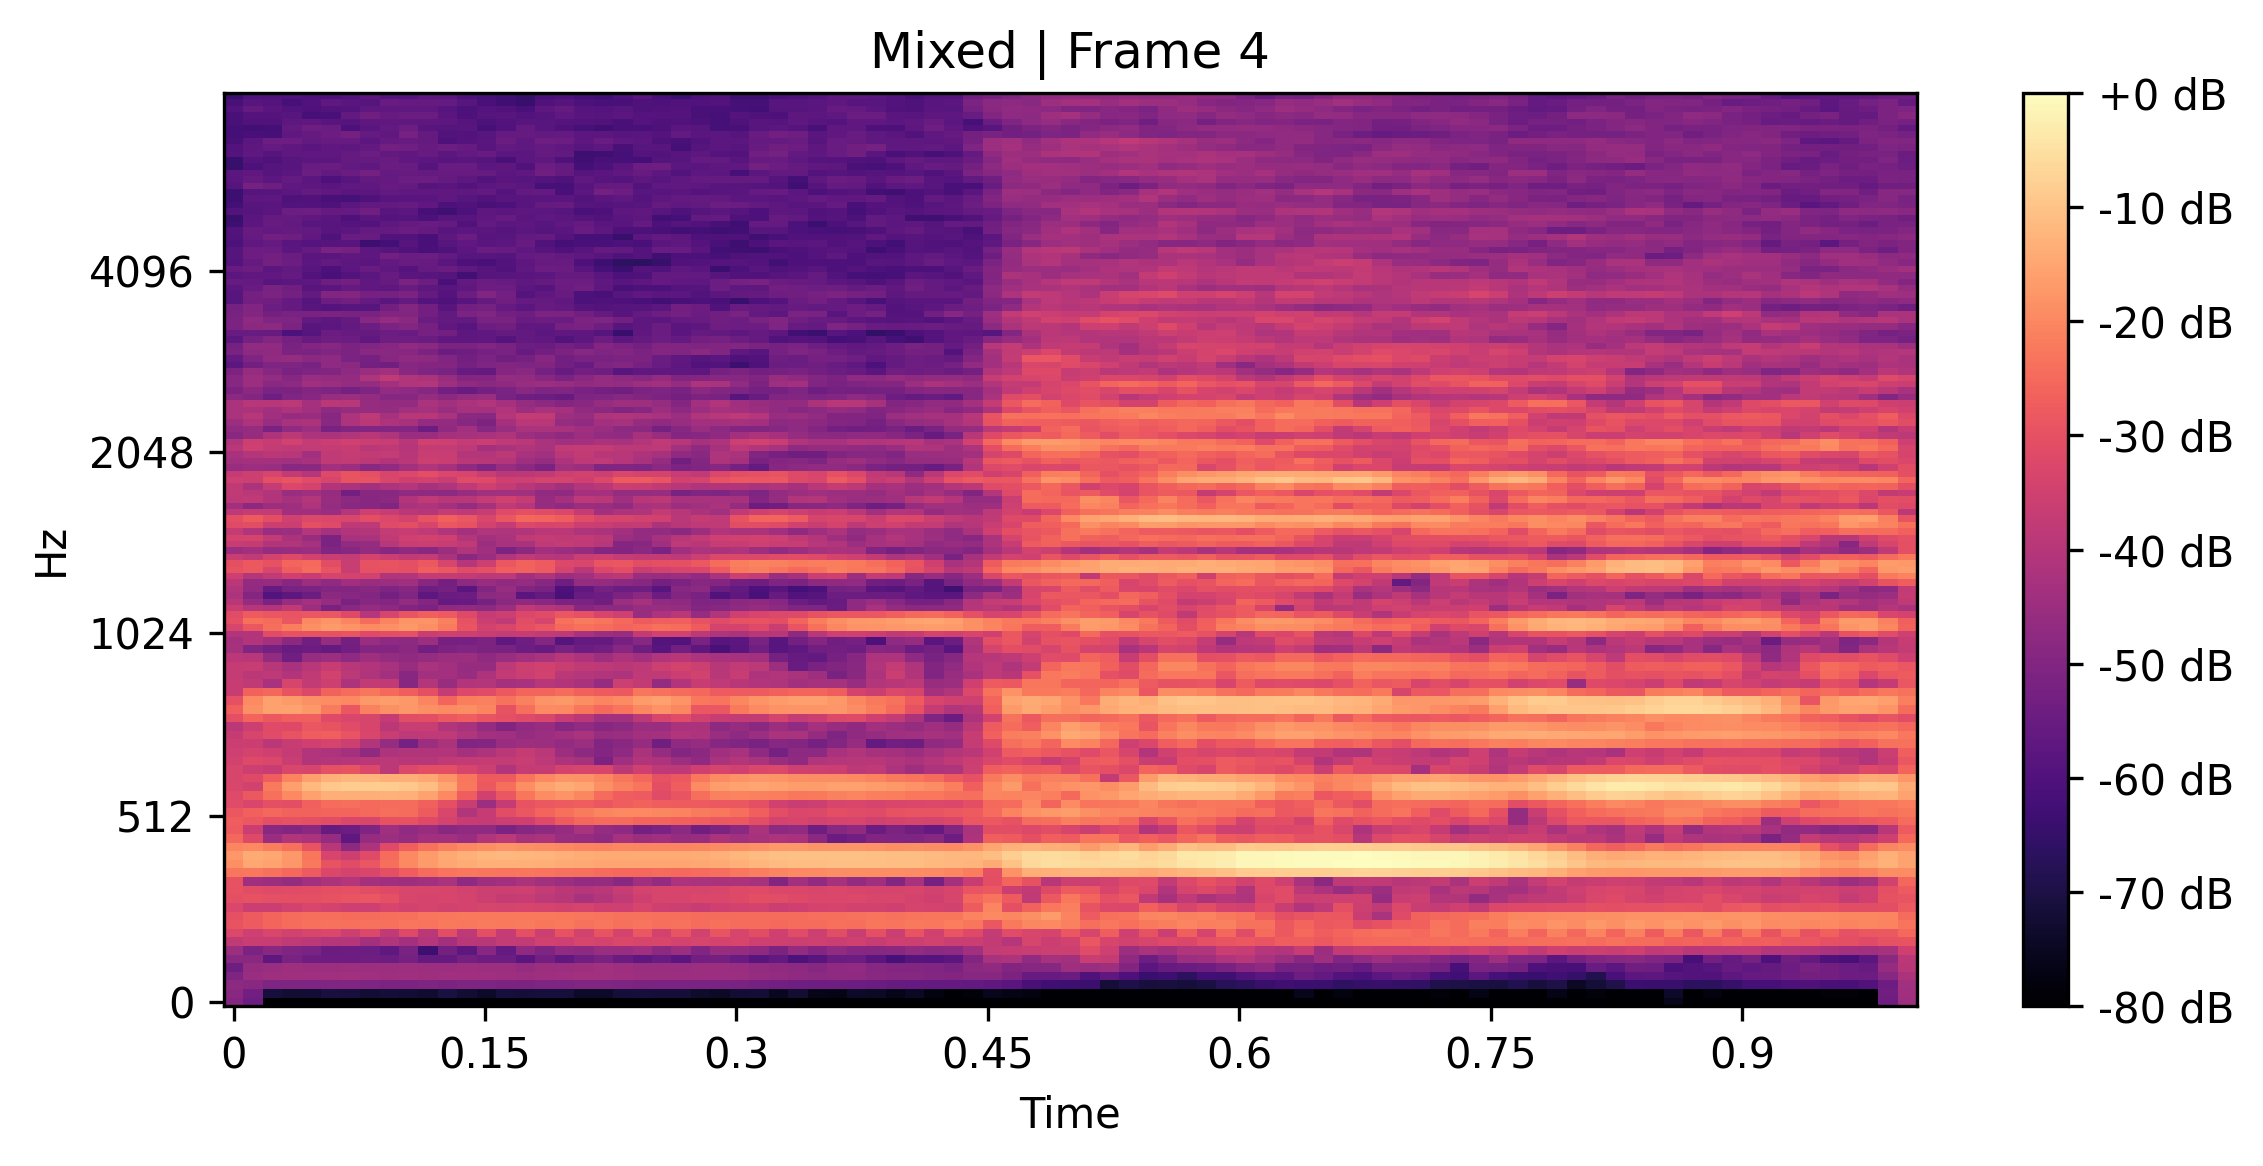 Mixed | Frame 4
Hz
4096
2048
1024
512
0
0 0.15 0.3 0.45 0.6 0.75 0.9
Time
+0 dB
-10 dB
-20 dB
-30 dB
-40 dB
-50 dB
-60 dB
-70 dB
-80 dB